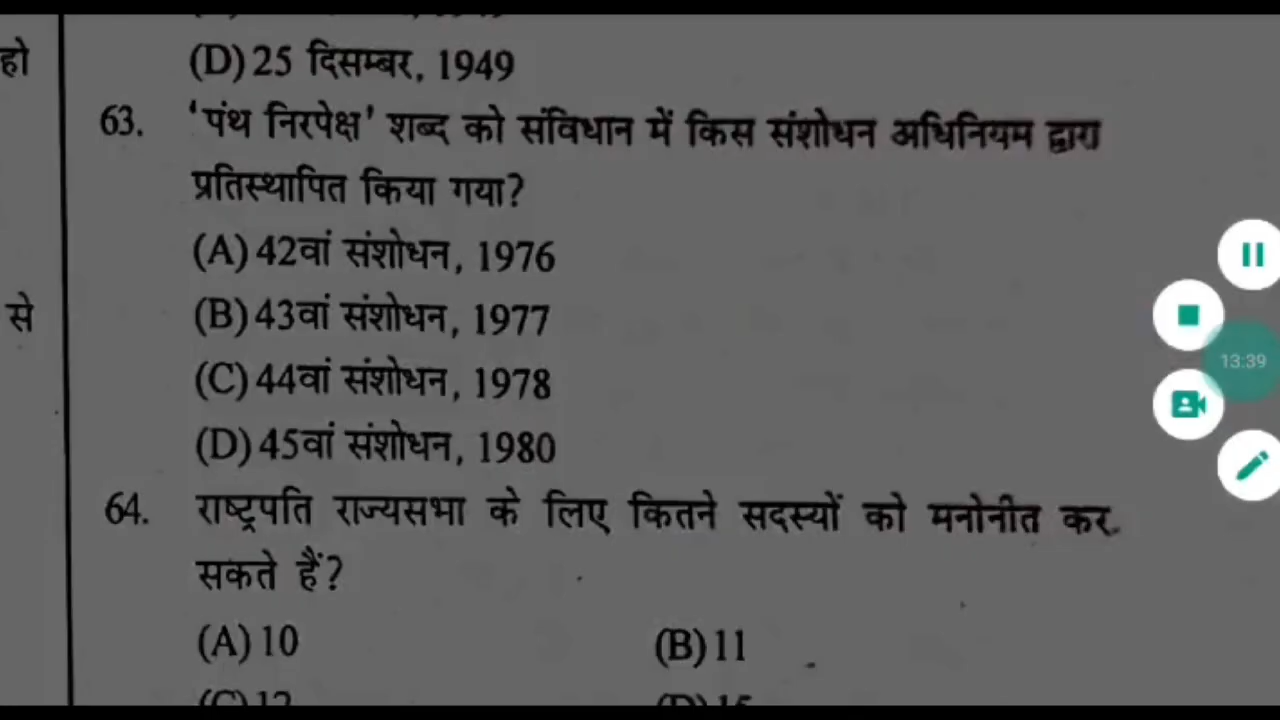 हो
(D) 25 दिसम्बर, 1949
63. 'पंथ निरपेक्ष' शब्द को संविधान में किस संशोधन अधिनियम द्वारा
प्रतिस्थापित किया गया?
(A) 42वां संशोधन, 1976
से
(B) 43वां संशोधन, 1977
(C) 44वां संशोधन, 1978
(D) 45वां संशोधन, 1980
64. राष्ट्रपति राज्यसभा के लिए कितने सदस्यों को मनोनीत कर
सकते हैं?
(A) 10 (B) 11
13:39